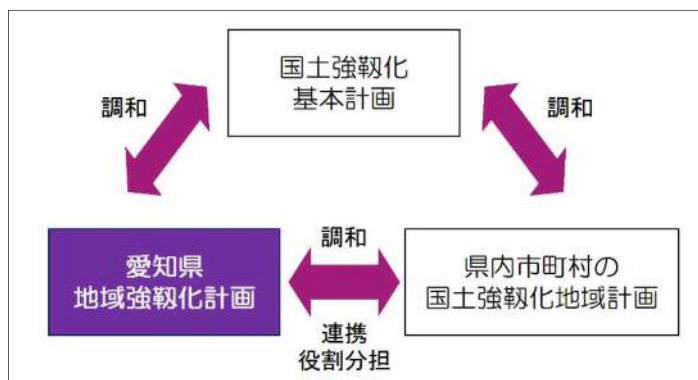 国土強靱化
基本計画
調和
調和
愛知県
地域強靱化計画
調和
県内市町村の
国土強靱化地域計画
連携
役割分担